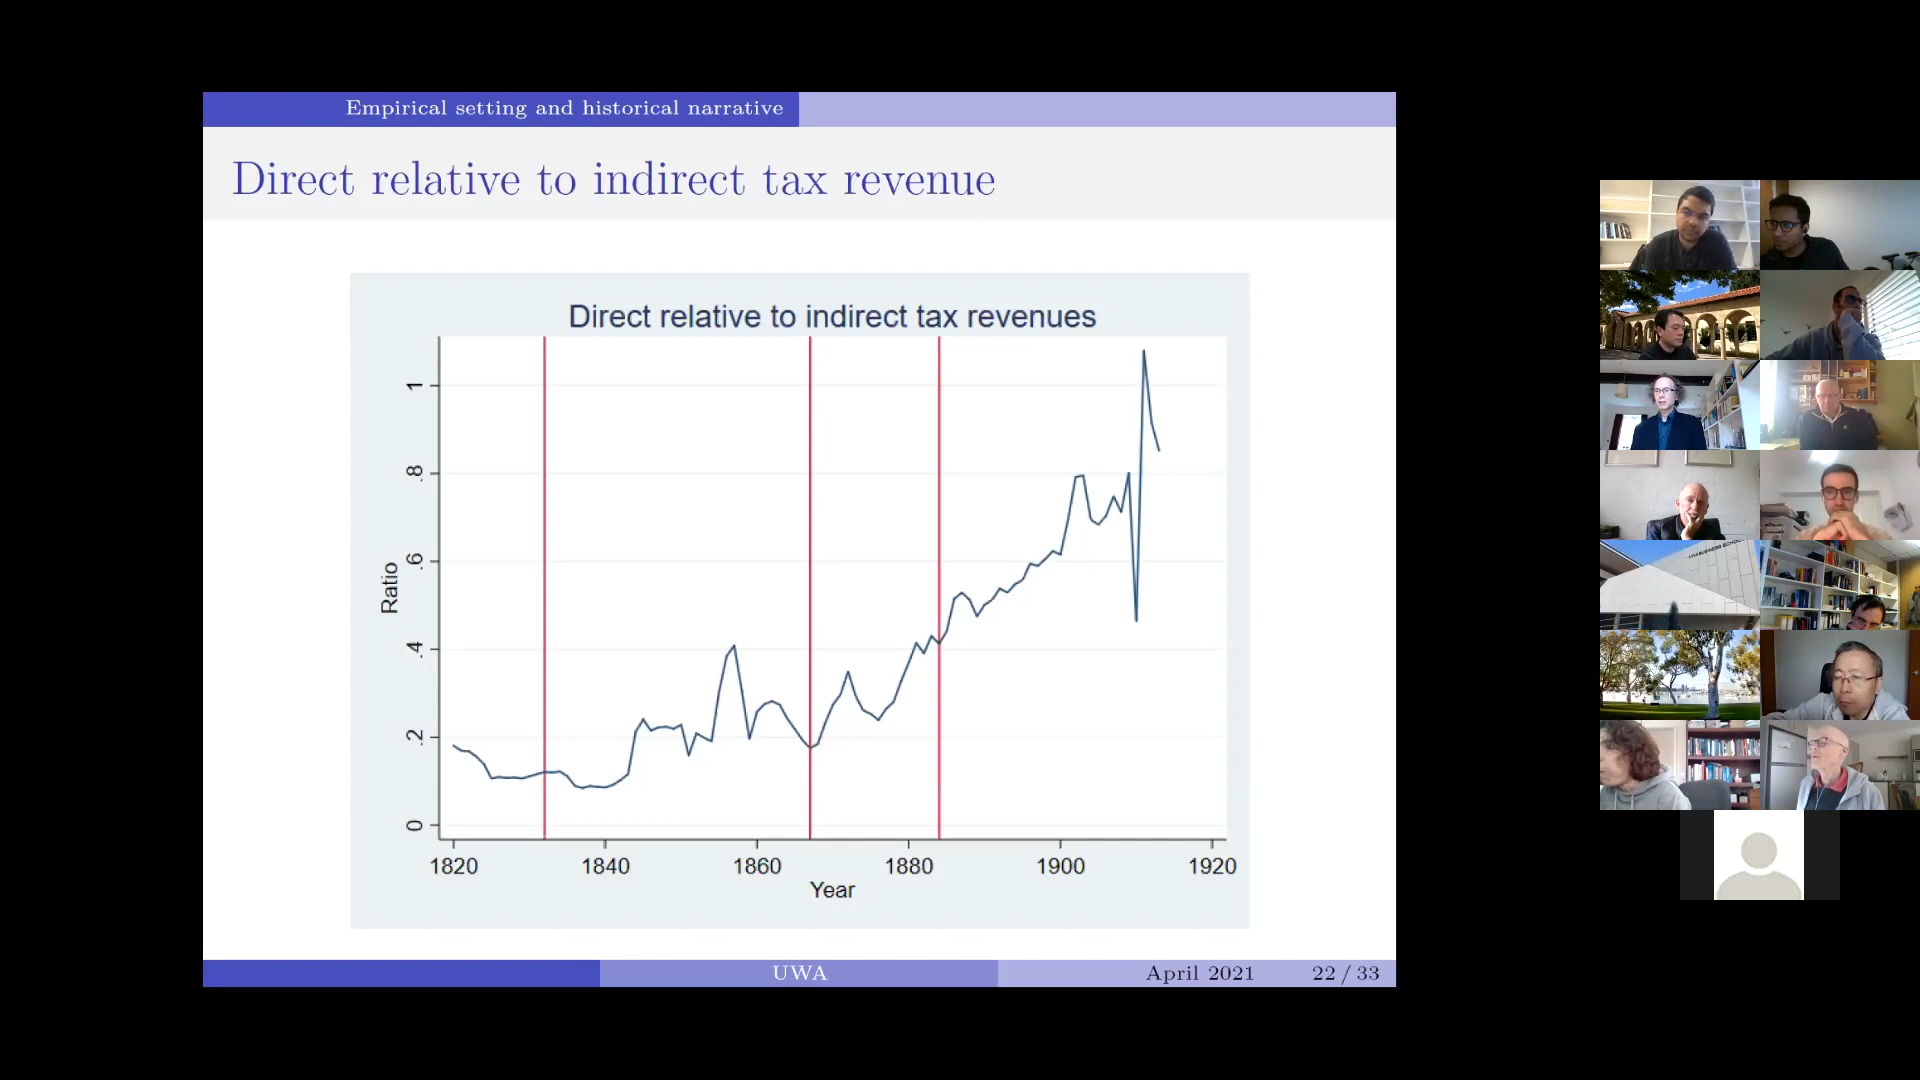 Empirical setting and historical narrative
Direct relative to indirect tax revenue
Direct relative to indirect tax revenues
1
.8
.6
.4
.2
0
Ratio
1820 1840 1860 1880 1900 1920
Year
UWA April 2021 22 / 33